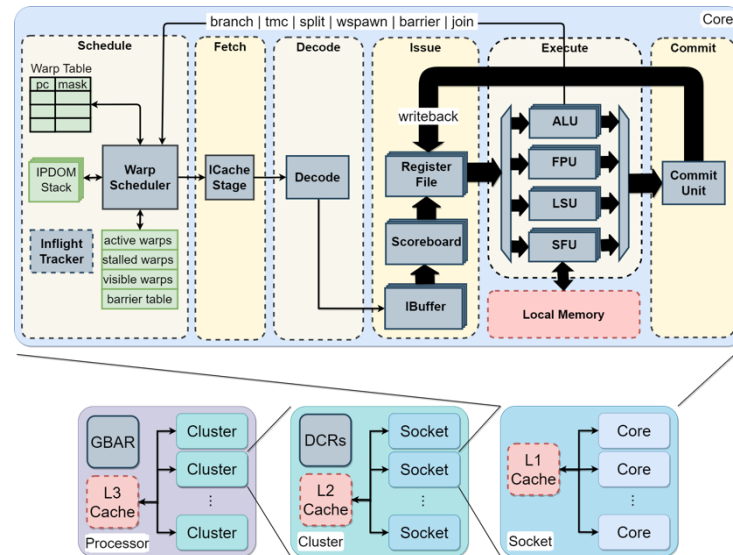 branch | tmc | split | wspawn | barrier | join
Core
Schedule
Fetch
Decode
Issue
Execute
Commit
Warp Table
pc
mask
IPDOM
Stack
Warp
Scheduler
Inflight
Tracker
active warps
stalled warps
visible warps
barrier table
ICache
Stage
Decode
writeback
Register
File
Scoreboard
IBuffer
ALU
FPU
LSU
SFU
Local Memory
Commit
Unit
GBAR
L3
Cache
Cluster
Cluster
⋮
Cluster
Processor
DCRs
L2
Cache
Socket
Socket
⋮
Socket
Cluster
L1
Cache
Core
Core
⋮
Core
Socket